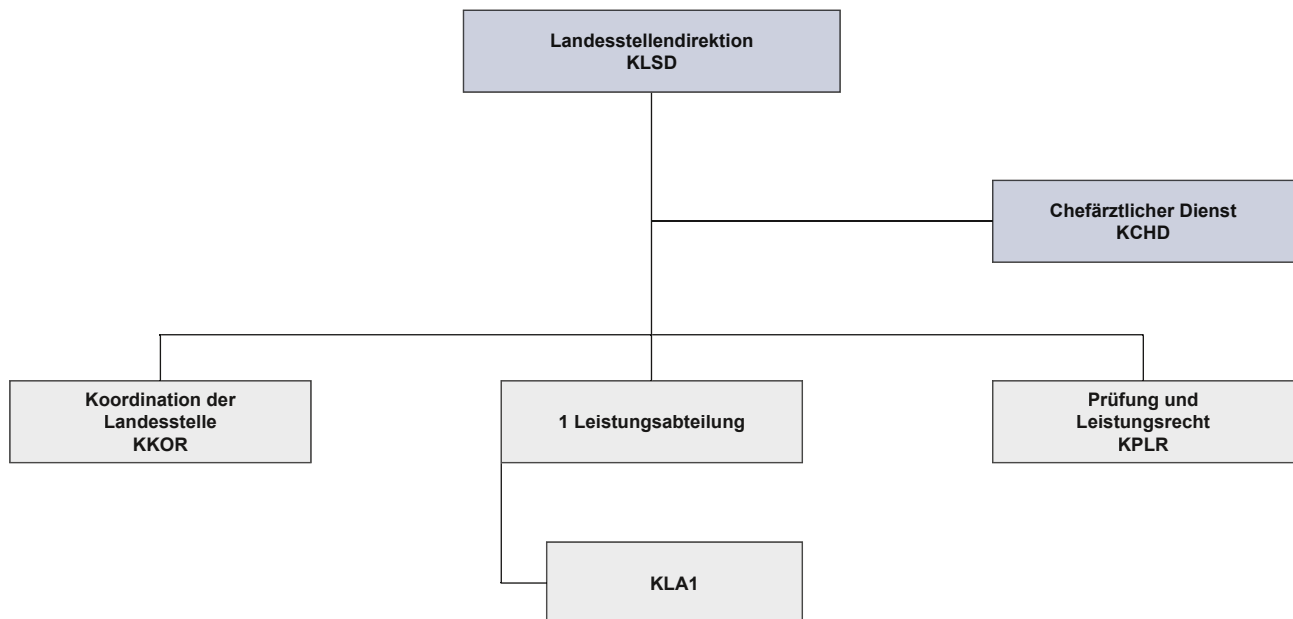 Landesstellendirektion
KLSD
Chefärztlicher Dienst
KCHD
Koordination der
Landesstelle
KKOR
1 Leistungsabteilung
Prüfung und
Leistungsrecht
KPLR
KLA1